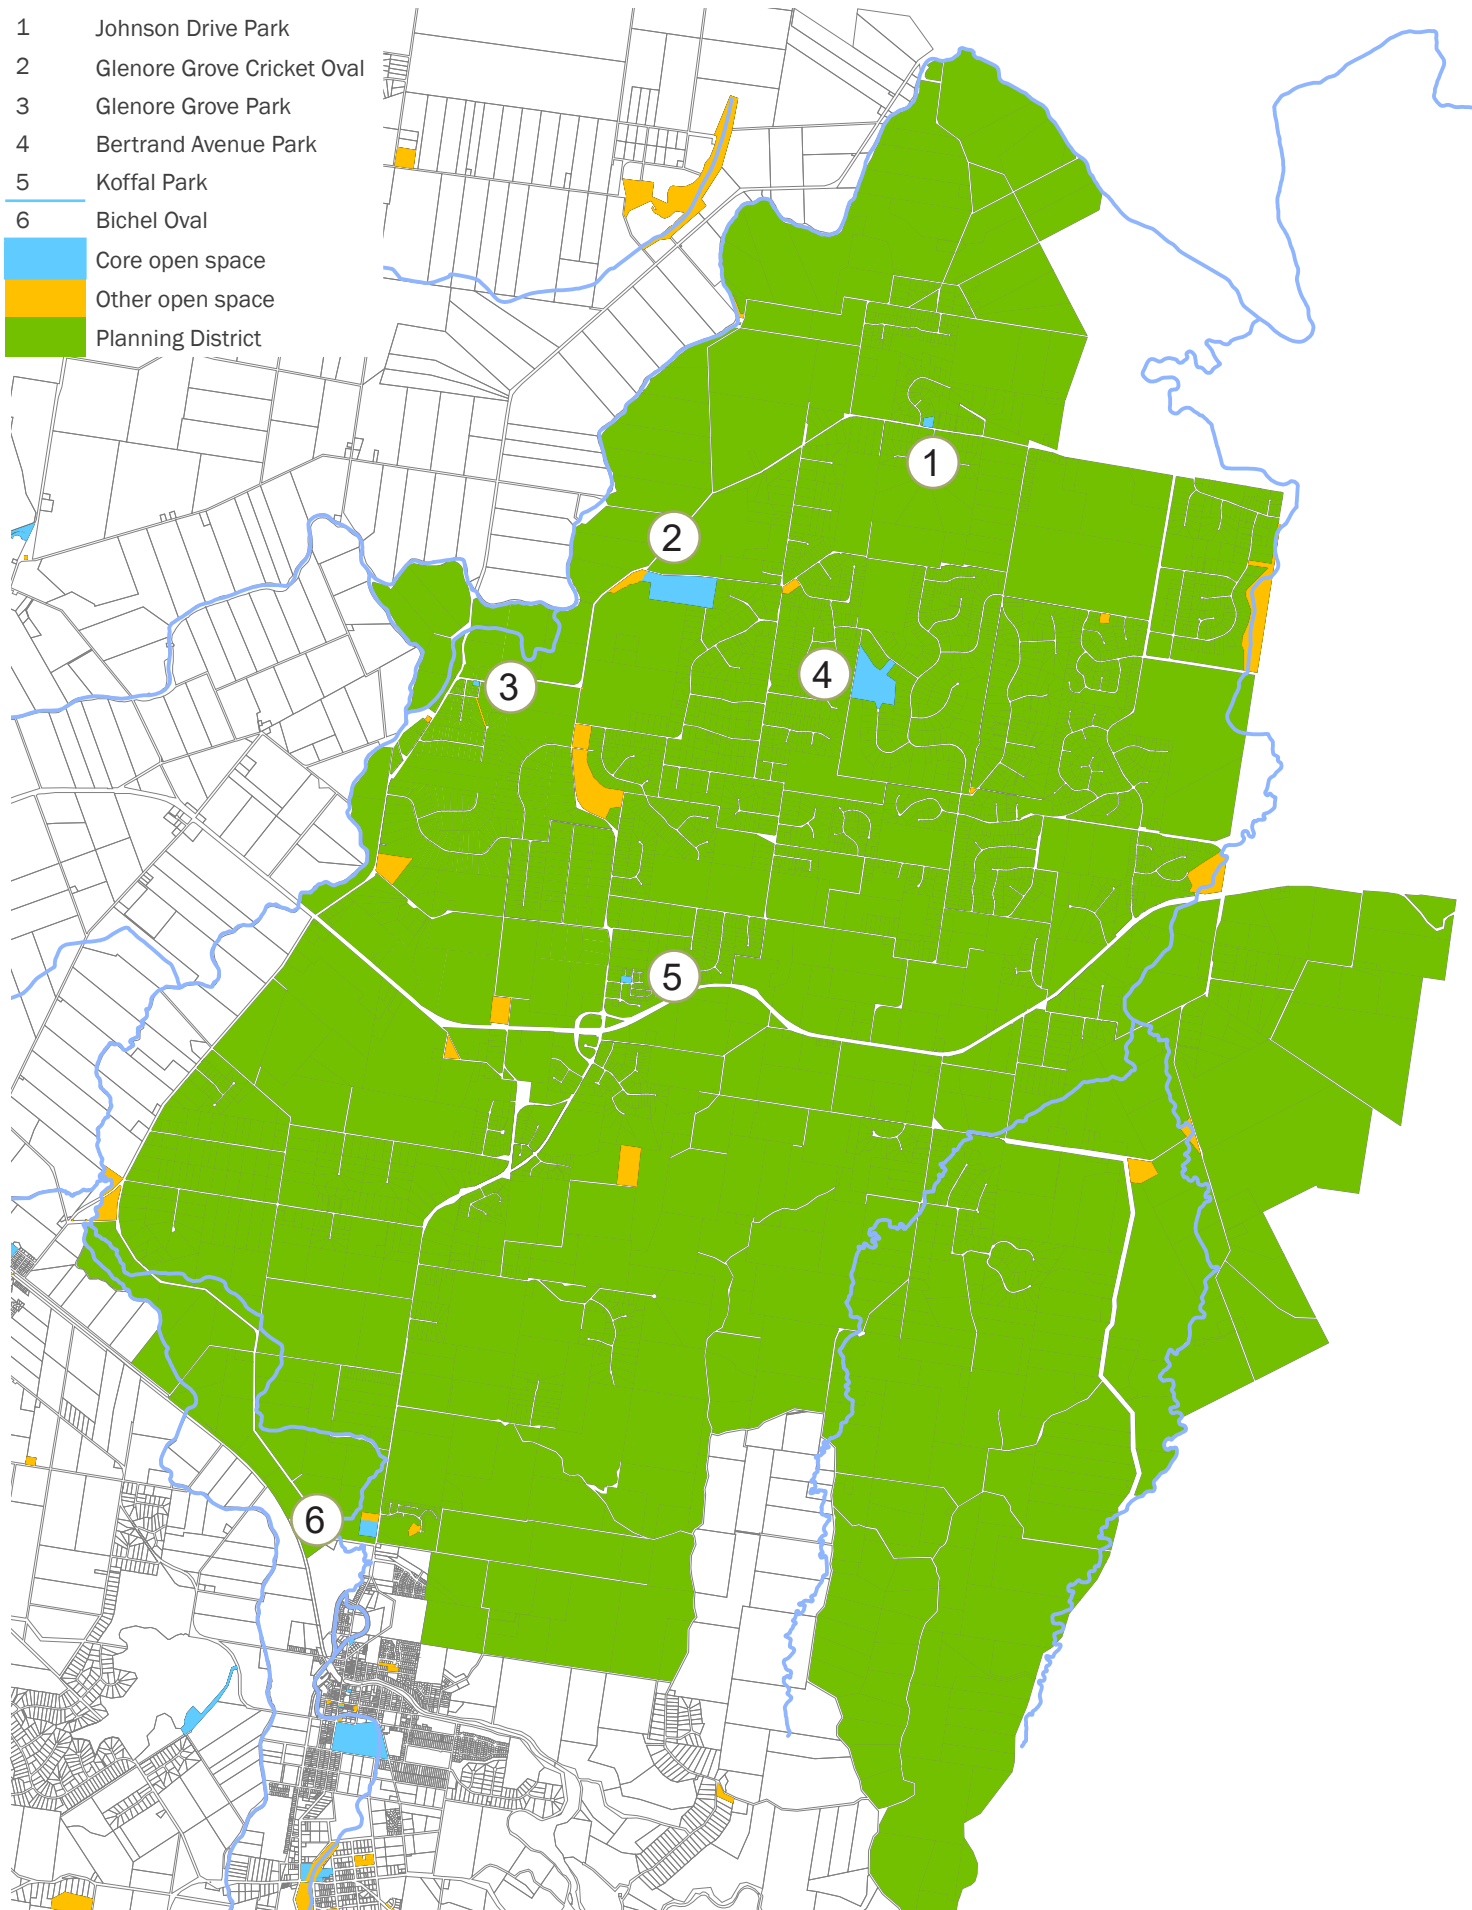 1 Johnson Drive Park
2 Glenore Grove Cricket Oval
3 Glenore Grove Park
4 Bertrand Avenue Park
5 Koffal Park
6 Bichel Oval
Core open space
Other open space
Planning District
1
2
4
3
5
6